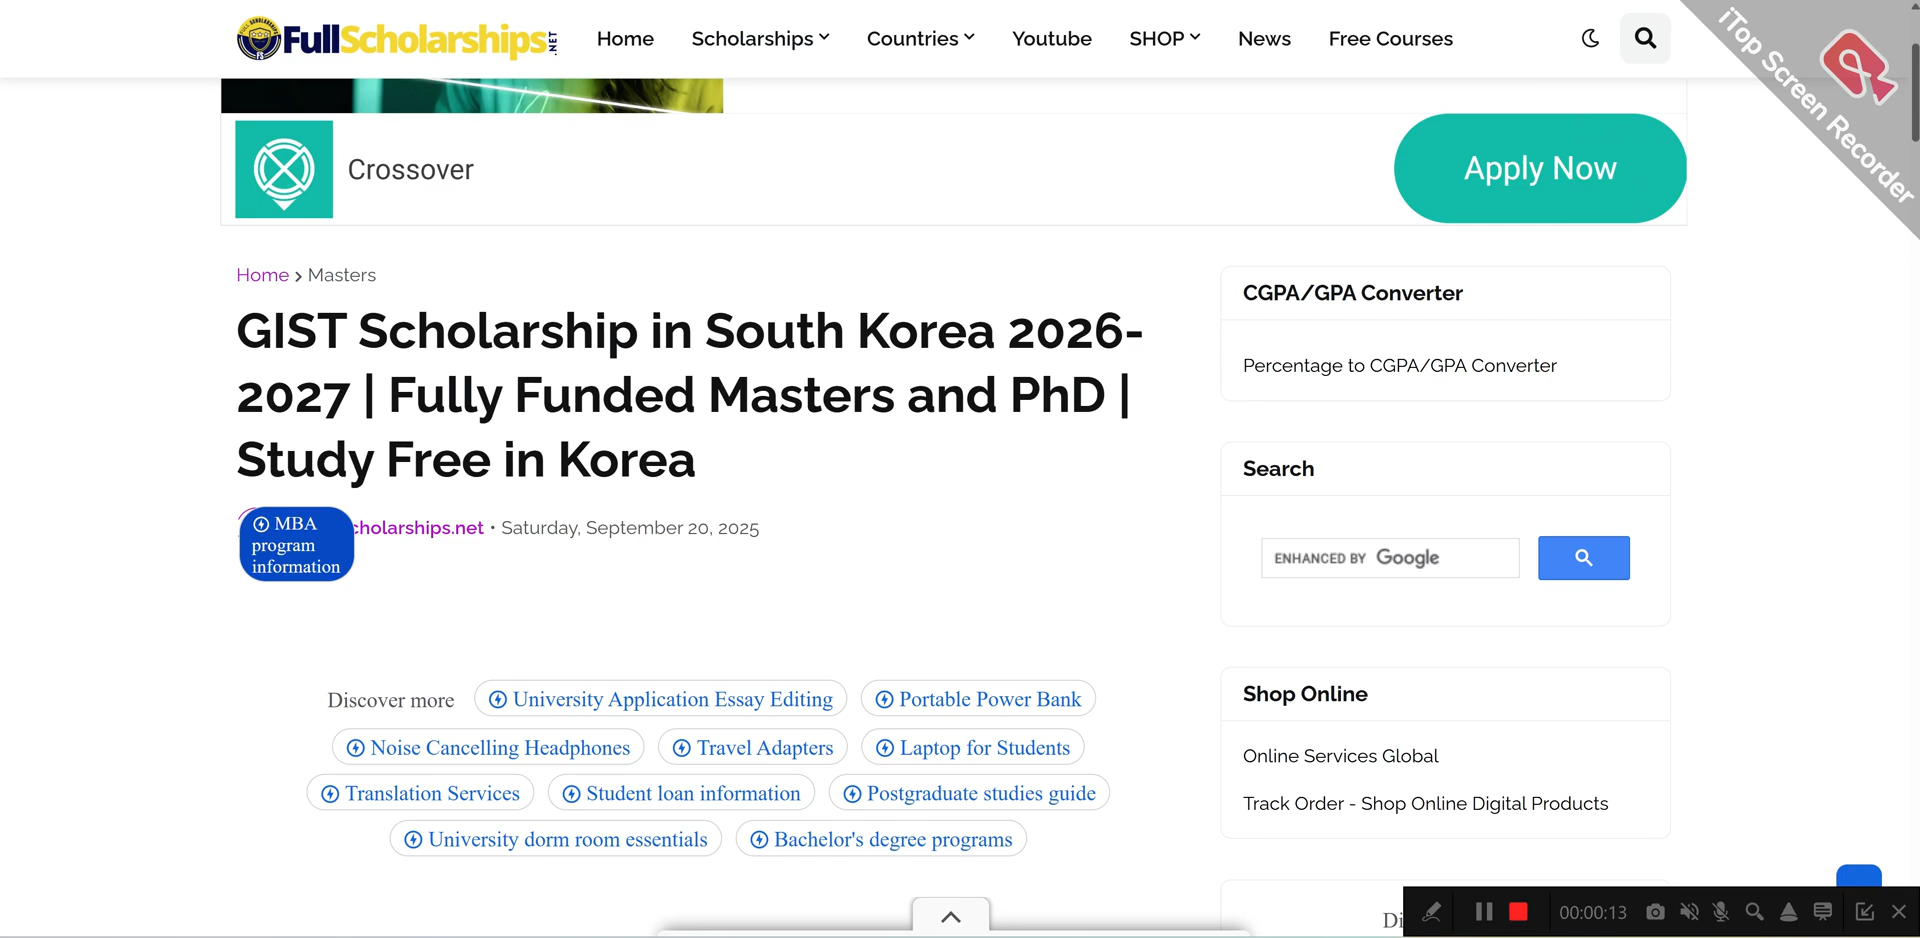 FullScholarships.NET
Home
Scholarships
Countries
Youtube
SHOP
News
Free Courses
iTop Screen Recorder
Crossover
Apply Now
Home > Masters
GIST Scholarship in South Korea 2026-
2027 | Fully Funded Masters and PhD |
Study Free in Korea
MBA
program
information
cholarships.net • Saturday, September 20, 2025
Discover more
University Application Essay Editing
Portable Power Bank
Noise Cancelling Headphones
Travel Adapters
Laptop for Students
Translation Services
Student loan information
Postgraduate studies guide
University dorm room essentials
Bachelor's degree programs
CGPA/GPA Converter
Percentage to CGPA/GPA Converter
Search
ENHANCED BY Google
Shop Online
Online Services Global
Track Order - Shop Online Digital Products
Di
00:00:13